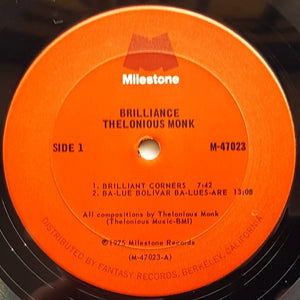 Milestone
BRILLIANCE
THELONIOUS MONK
SIDE 1 M-47023
1. BRILLIANT CORNERS 7:42
2. BA-LUE BOLIVAR BA-LUES-ARE 13:08
All compositions by Thelonious Monk
(Thelonious Music-BMI)
℗1975 Milestone Records
(M-47023-A)
DISTRIBUTED BY FANTASY RECORDS, BERKELEY, CALIFORNIA